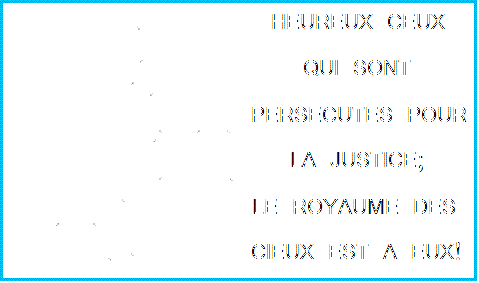 HEUREUX CEUX
QUI SONT
PERSECUTES POUR
LA JUSTICE;
LE ROYAUME DES
CIEUX EST A EUX!